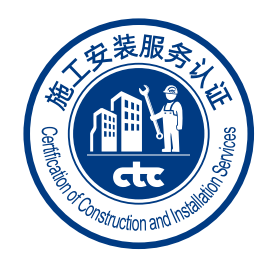 施工安装服务认证
ctc
Certification of Construction and Installation Services